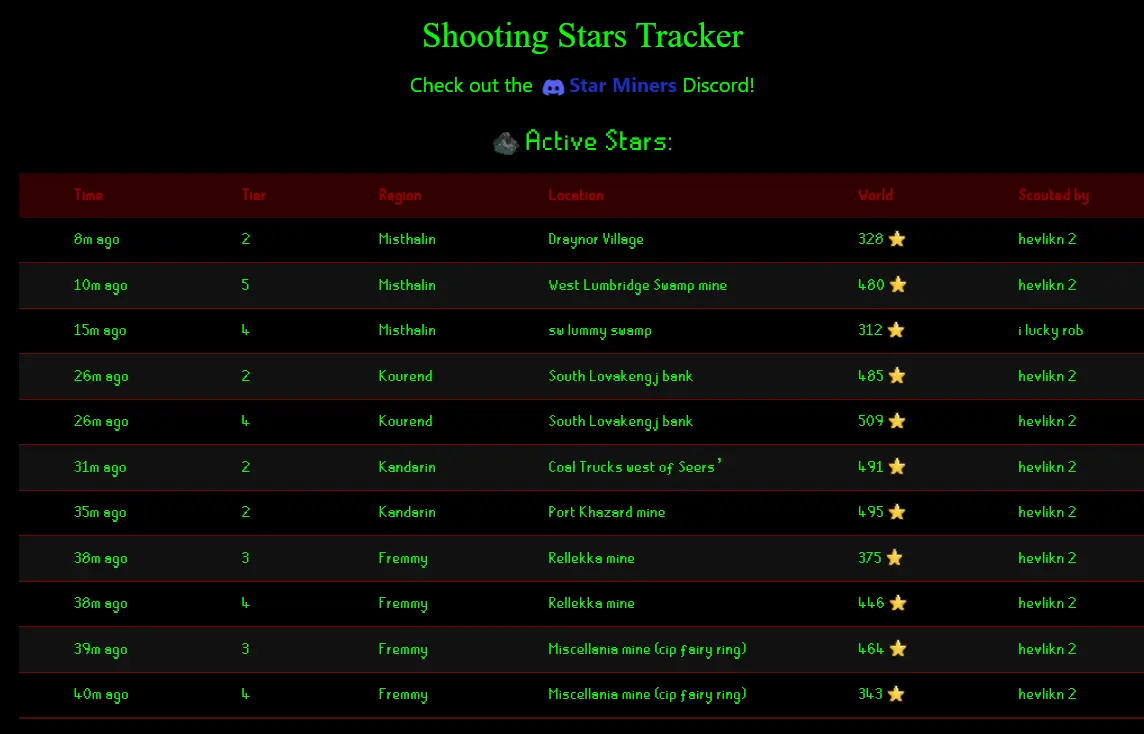 Shooting Stars Tracker
Check out the Star Miners Discord!
Active Stars:
Time Tier Region Location World Scouted by
8m ago 2 Misthalin Draynor Village 328 hevlikn 2
10m ago 5 Misthalin West Lumbridge Swamp mine 480 hevlikn 2
15m ago 4 Misthalin sw lummy swamp 312 i lucky rob
26m ago 2 Kourend South Lovakengj bank 485 hevlikn 2
26m ago 4 Kourend South Lovakengj bank 509 hevlikn 2
31m ago 2 Kandarin Coal Trucks west of Seers’ 491 hevlikn 2
35m ago 2 Kandarin Port Khazard mine 495 hevlikn 2
38m ago 3 Fremmy Rellekka mine 375 hevlikn 2
38m ago 4 Fremmy Rellekka mine 446 hevlikn 2
39m ago 3 Fremmy Miscellania mine (cip fairy ring) 464 hevlikn 2
40m ago 4 Fremmy Miscellania mine (cip fairy ring) 343 hevlikn 2